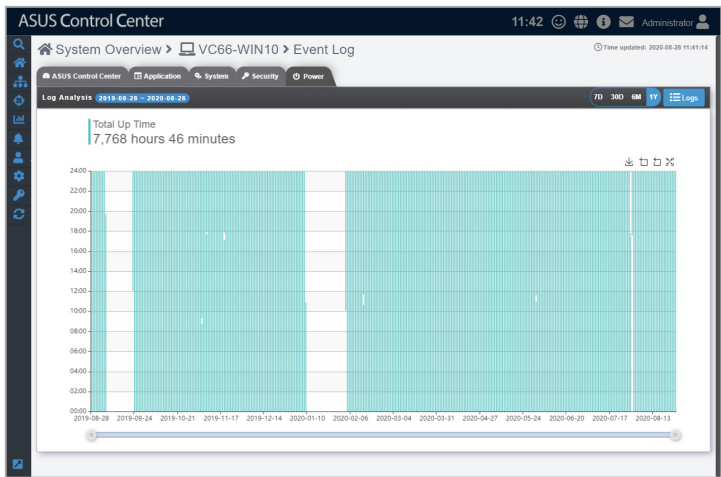 ASUS Control Center
11:42
Administrator
System Overview > VC66-WIN10 > Event Log
Time updated: 2020-08-28 11:41:14
ASUS Control Center
Application
System
Security
Power
Log Analysis 2019-08-28 ~ 2020-08-28
7D 30D 6M 1Y
Logs
Total Up Time
7,768 hours 46 minutes
24:00
22:00
20:00
18:00
16:00
14:00
12:00
10:00
08:00
06:00
04:00
02:00
00:00
2019-08-28 2019-09-24 2019-10-21 2019-11-17 2019-12-14 2020-01-10 2020-02-06 2020-03-04 2020-03-31 2020-04-27 2020-05-24 2020-06-20 2020-07-17 2020-08-13